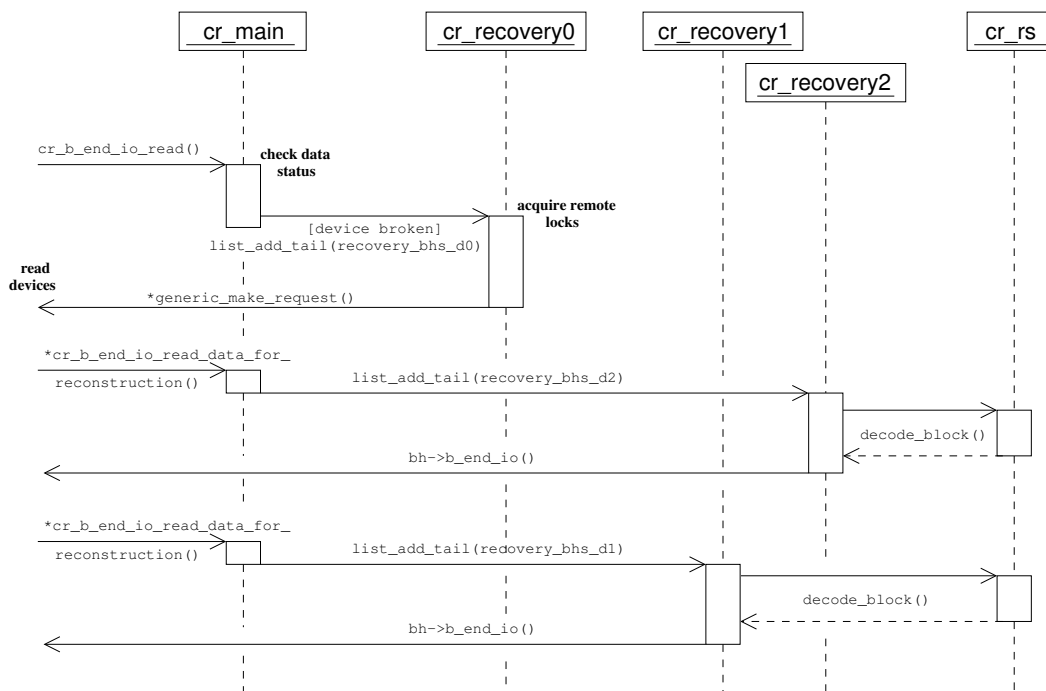 cr_main
cr_recovery0
cr_recovery1
cr_rs
cr_recovery2
cr_b_end_io_read()
check data
status
acquire remote
locks
[device broken]
list_add_tail(recovery_bhs_d0)
read
devices
*generic_make_request()
*cr_b_end_io_read_data_for_
reconstruction()
list_add_tail(recovery_bhs_d2)
decode_block()
bh->b_end_io()
*cr_b_end_io_read_data_for_
reconstruction()
list_add_tail(recovery_bhs_d1)
decode_block()
bh->b_end_io()